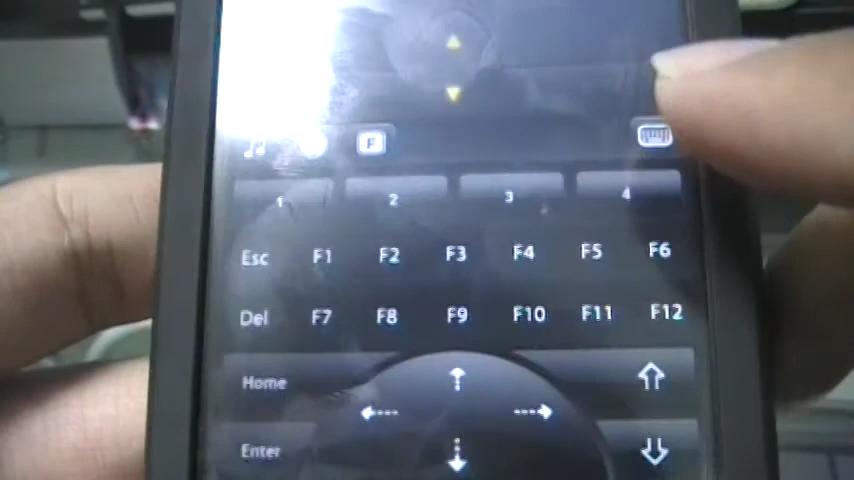 F
1 2 3 4
Esc F1 F2 F3 F4 F5 F6
Del F7 F8 F9 F10 F11 F12
Home
Enter